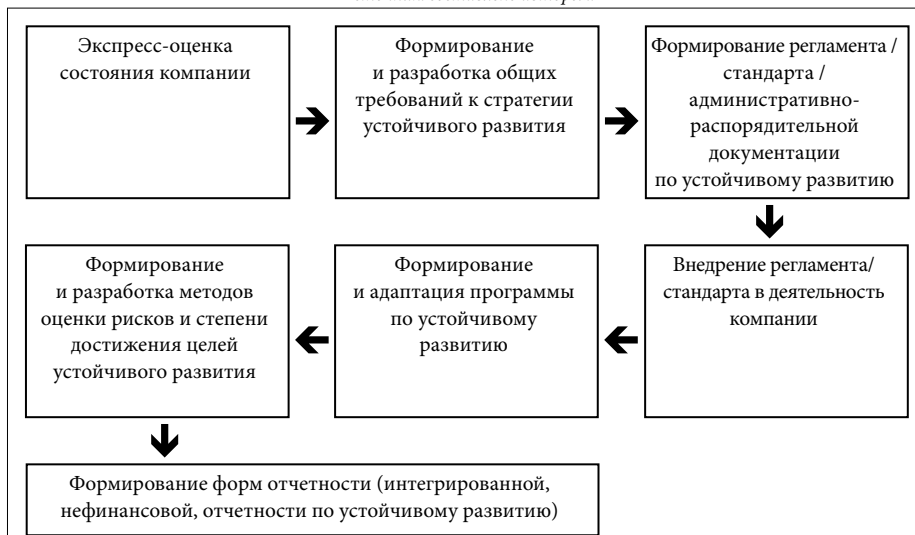 Экспресс-оценка
состояния компании
Формирование
и разработка общих
требований к стратегии
устойчивого развития
Формирование регламента /
стандарта /
административно-
распорядительной
документации
по устойчивому развитию
Внедрение регламента/
стандарта в деятельность
компании
Формирование
и адаптация программы
по устойчивому
развитию
Формирование
и разработка методов
оценки рисков и степени
достижения целей
устойчивого развития
Формирование форм отчетности (интегрированной,
нефинансовой, отчетности по устойчивому развитию)